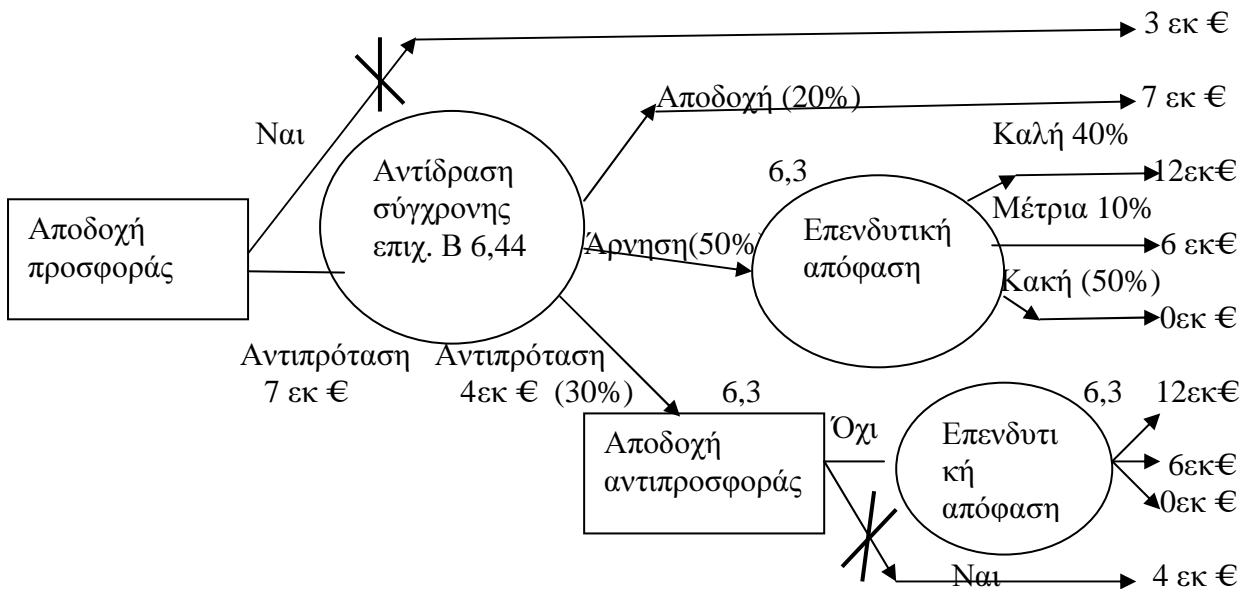 3 εκ €
Αποδοχή (20%)
7 εκ €
Ναι
Καλή 40%
Αντίδραση
σύγχρονης
επιχ. Β 6,44
6,3
12εκ€
Αποδοχή
προσφοράς
Μέτρια 10%
Άρνηση(50%)
Επενδυτική
απόφαση
6 εκ €
Κακή (50%)
0εκ €
Αντιπρόταση
7 εκ €
Αντιπρόταση
4εκ € (30%)
6,3
6,3
12εκ€
Αποδοχή
αντιπροσφοράς
Όχι
Επενδυτι
κή
απόφαση
6εκ€
0εκ €
Ναι
4 εκ €